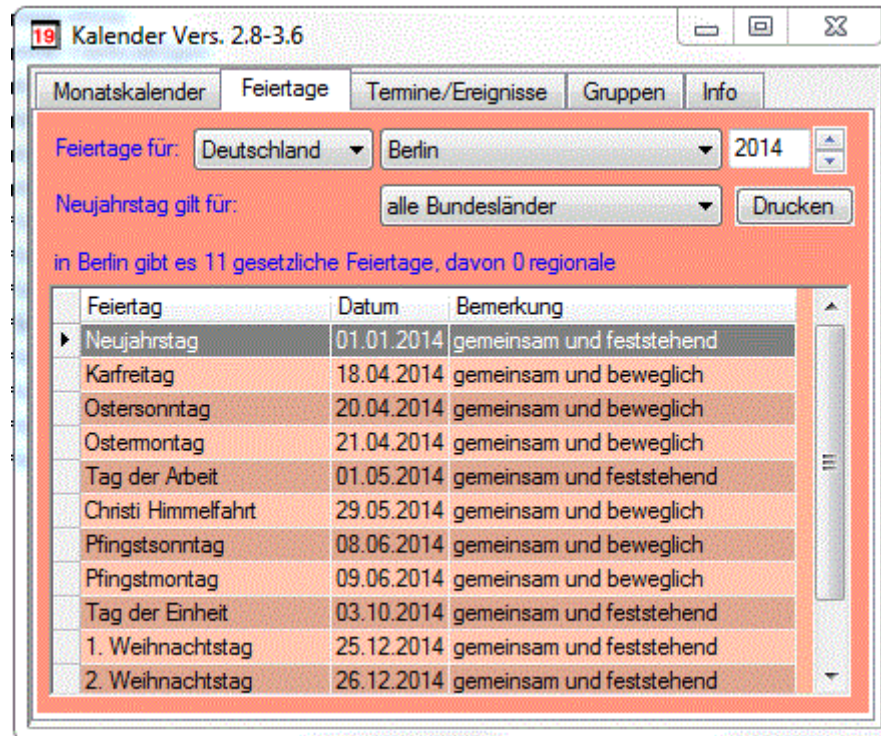 19 Kalender Vers. 2.8-3.6
Monatskalender Feiertage Termine/Ereignisse Gruppen Info
Feiertage für: Deutschland Berlin 2014
Neujahrstag gilt für: alle Bundesländer Drucken
in Berlin gibt es 11 gesetzliche Feiertage, davon 0 regionale
Feiertag Datum Bemerkung
Neujahrstag 01.01.2014 gemeinsam und feststehend
Karfreitag 18.04.2014 gemeinsam und beweglich
Ostersonntag 20.04.2014 gemeinsam und beweglich
Ostermontag 21.04.2014 gemeinsam und beweglich
Tag der Arbeit 01.05.2014 gemeinsam und feststehend
Christi Himmelfahrt 29.05.2014 gemeinsam und beweglich
Pfingstsonntag 08.06.2014 gemeinsam und beweglich
Pfingstmontag 09.06.2014 gemeinsam und beweglich
Tag der Einheit 03.10.2014 gemeinsam und feststehend
1. Weihnachtstag 25.12.2014 gemeinsam und feststehend
2. Weihnachtstag 26.12.2014 gemeinsam und feststehend